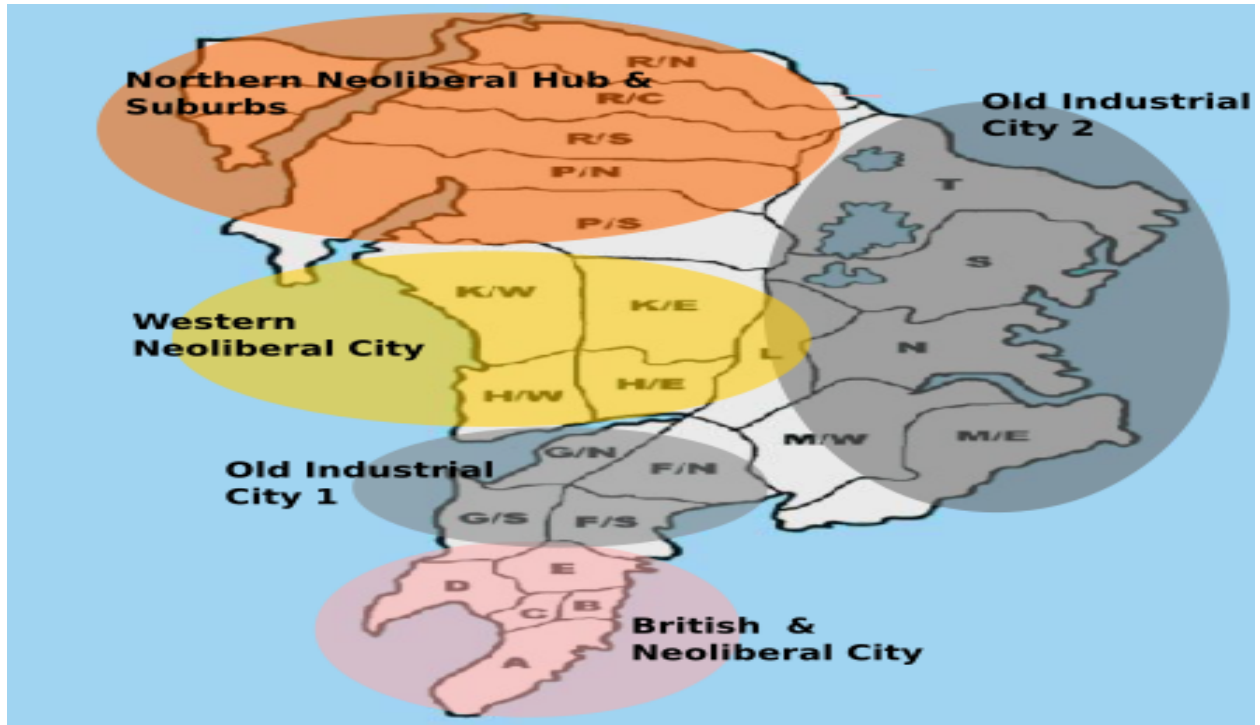 Northern Neoliberal Hub &
Suburbs
R/N
R/C
R/S
P/N
P/S
Old Industrial
City 2
T
S
N
L
M/W
M/E
Western
Neoliberal City
K/W
K/E
H/W
H/E
Old Industrial
City 1
G/N
F/N
G/S
F/S
D
E
C
B
A
British &
Neoliberal City